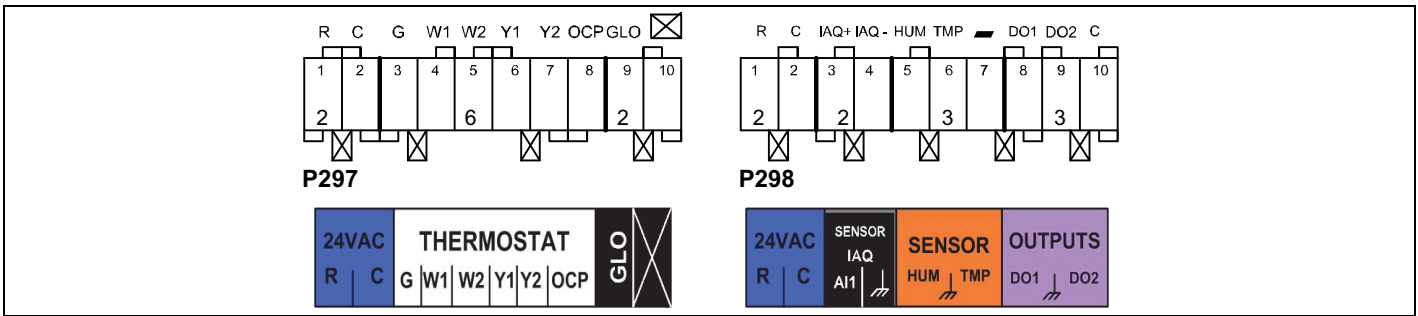 R C G W1 W2 Y1 Y2 OCP GLO
1 2 3 4 5 6 7 8 9 10
2 6 2
P297
R C IAQ+ IAQ - HUM TMP DO1 DO2 C
1 2 3 4 5 6 7 8 9 10
2 2 3 3
P298
24VAC
R C
THERMOSTAT
G W1 W2 Y1 Y2 OCP
GLO
24VAC
R C
SENSOR
IAQ
AI1
SENSOR
HUM TMP
OUTPUTS
DO1 DO2